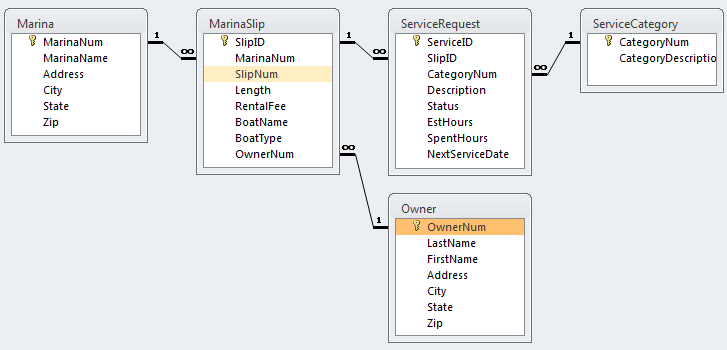 Marina
MarinaNum
MarinaName
Address
City
State
Zip
1
∞
MarinaSlip
SlipID
MarinaNum
SlipNum
Length
RentalFee
BoatName
BoatType
OwnerNum
1
∞
∞
1
ServiceRequest
ServiceID
SlipID
CategoryNum
Description
Status
EstHours
SpentHours
NextServiceDate
∞
1
ServiceCategory
CategoryNum
CategoryDescriptio
Owner
OwnerNum
LastName
FirstName
Address
City
State
Zip